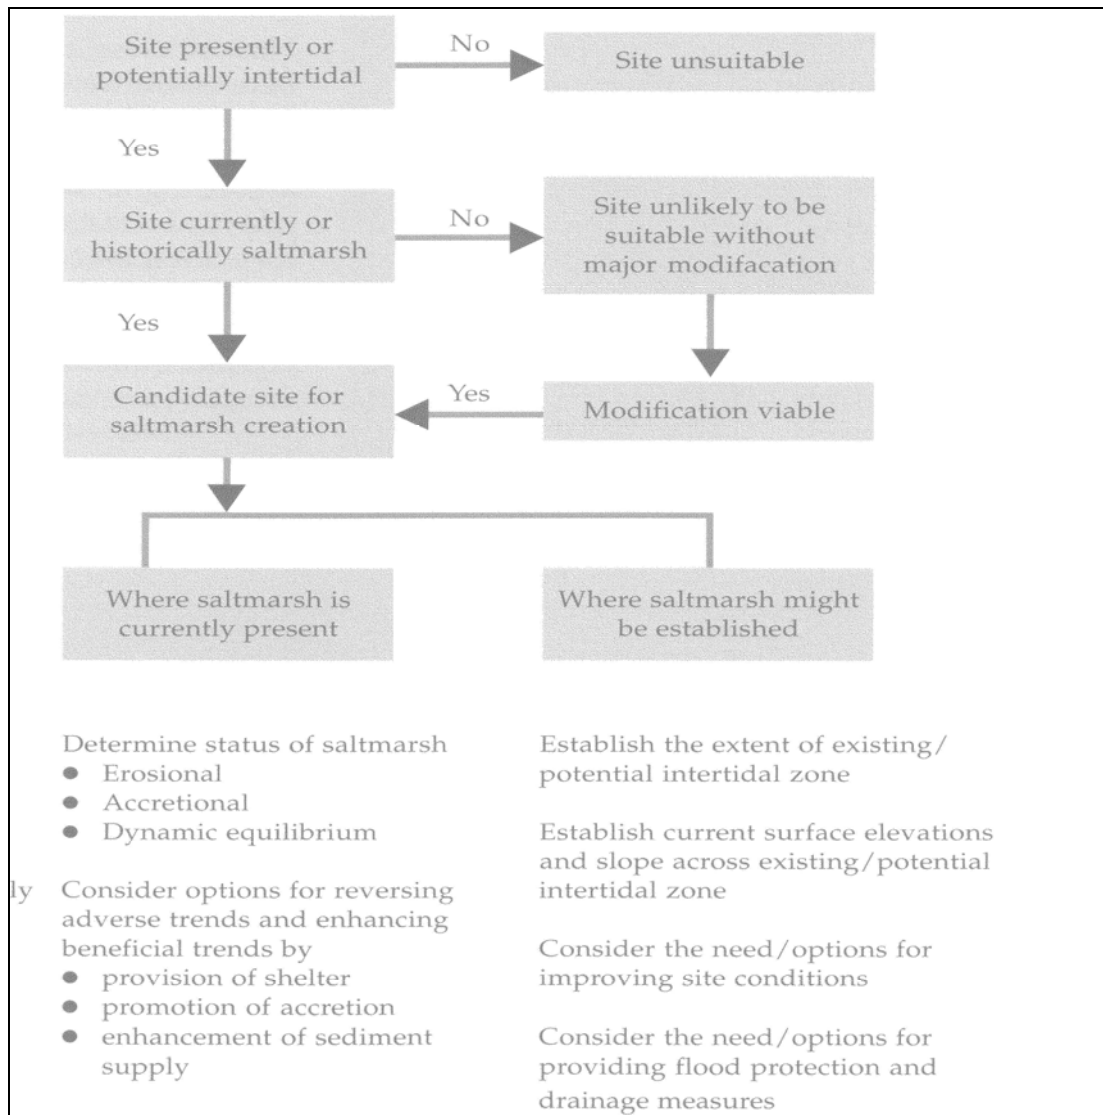 Site presently or
potentially intertidal
No
Site unsuitable
Yes
Site currently or
historically saltmarsh
No
Site unlikely to be
suitable without
major modifacation
Yes
Candidate site for
saltmarsh creation
Yes
Modification viable
Where saltmarsh is
currently present
Where saltmarsh might
be established
Determine status of saltmarsh
● Erosional
● Accretional
● Dynamic equilibrium
ly
Consider options for reversing
adverse trends and enhancing
beneficial trends by
● provision of shelter
● promotion of accretion
● enhancement of sediment
supply
Establish the extent of existing/
potential intertidal zone
Establish current surface elevations
and slope across existing/potential
intertidal zone
Consider the need/options for
improving site conditions
Consider the need/options for
providing flood protection and
drainage measures